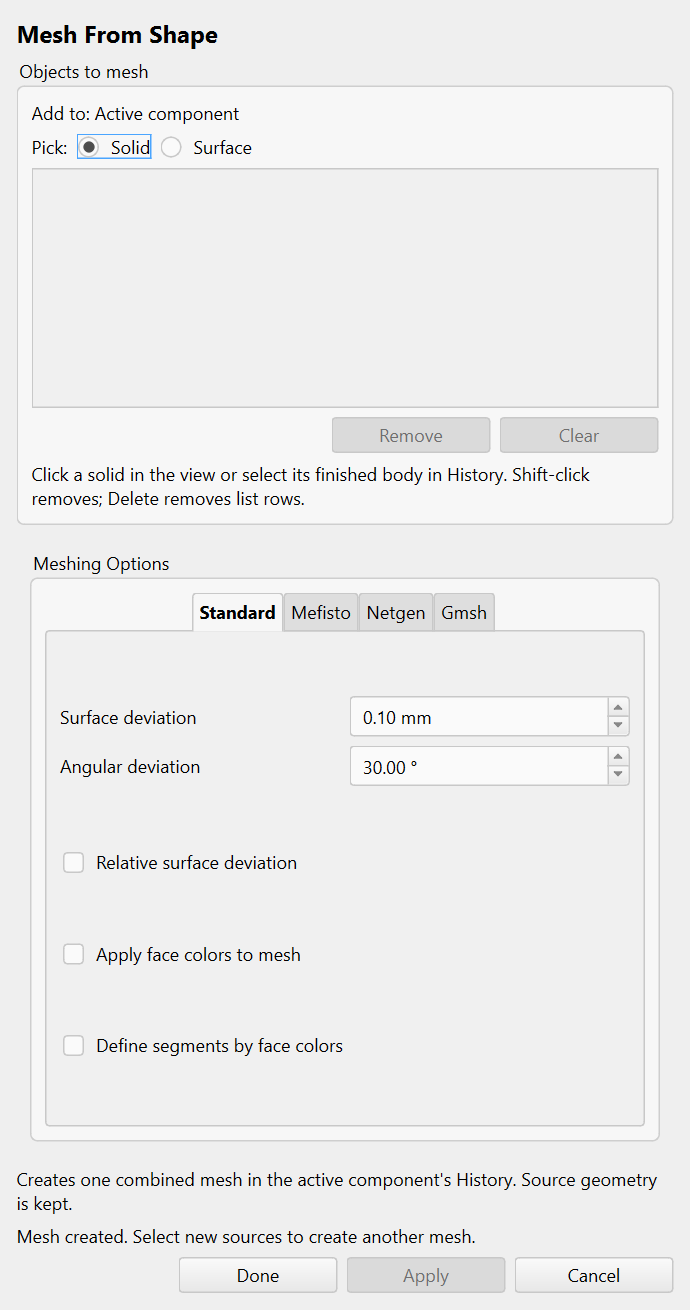 Mesh From Shape
Objects to mesh
Add to: Active component
Pick: Solid Surface
Remove Clear
Click a solid in the view or select its finished body in History. Shift-click
removes; Delete removes list rows.
Meshing Options
Standard Mefisto Netgen Gmsh
Surface deviation 0.10 mm
Angular deviation 30.00 °
Relative surface deviation
Apply face colors to mesh
Define segments by face colors
Creates one combined mesh in the active component's History. Source geometry
is kept.
Mesh created. Select new sources to create another mesh.
Done Apply Cancel